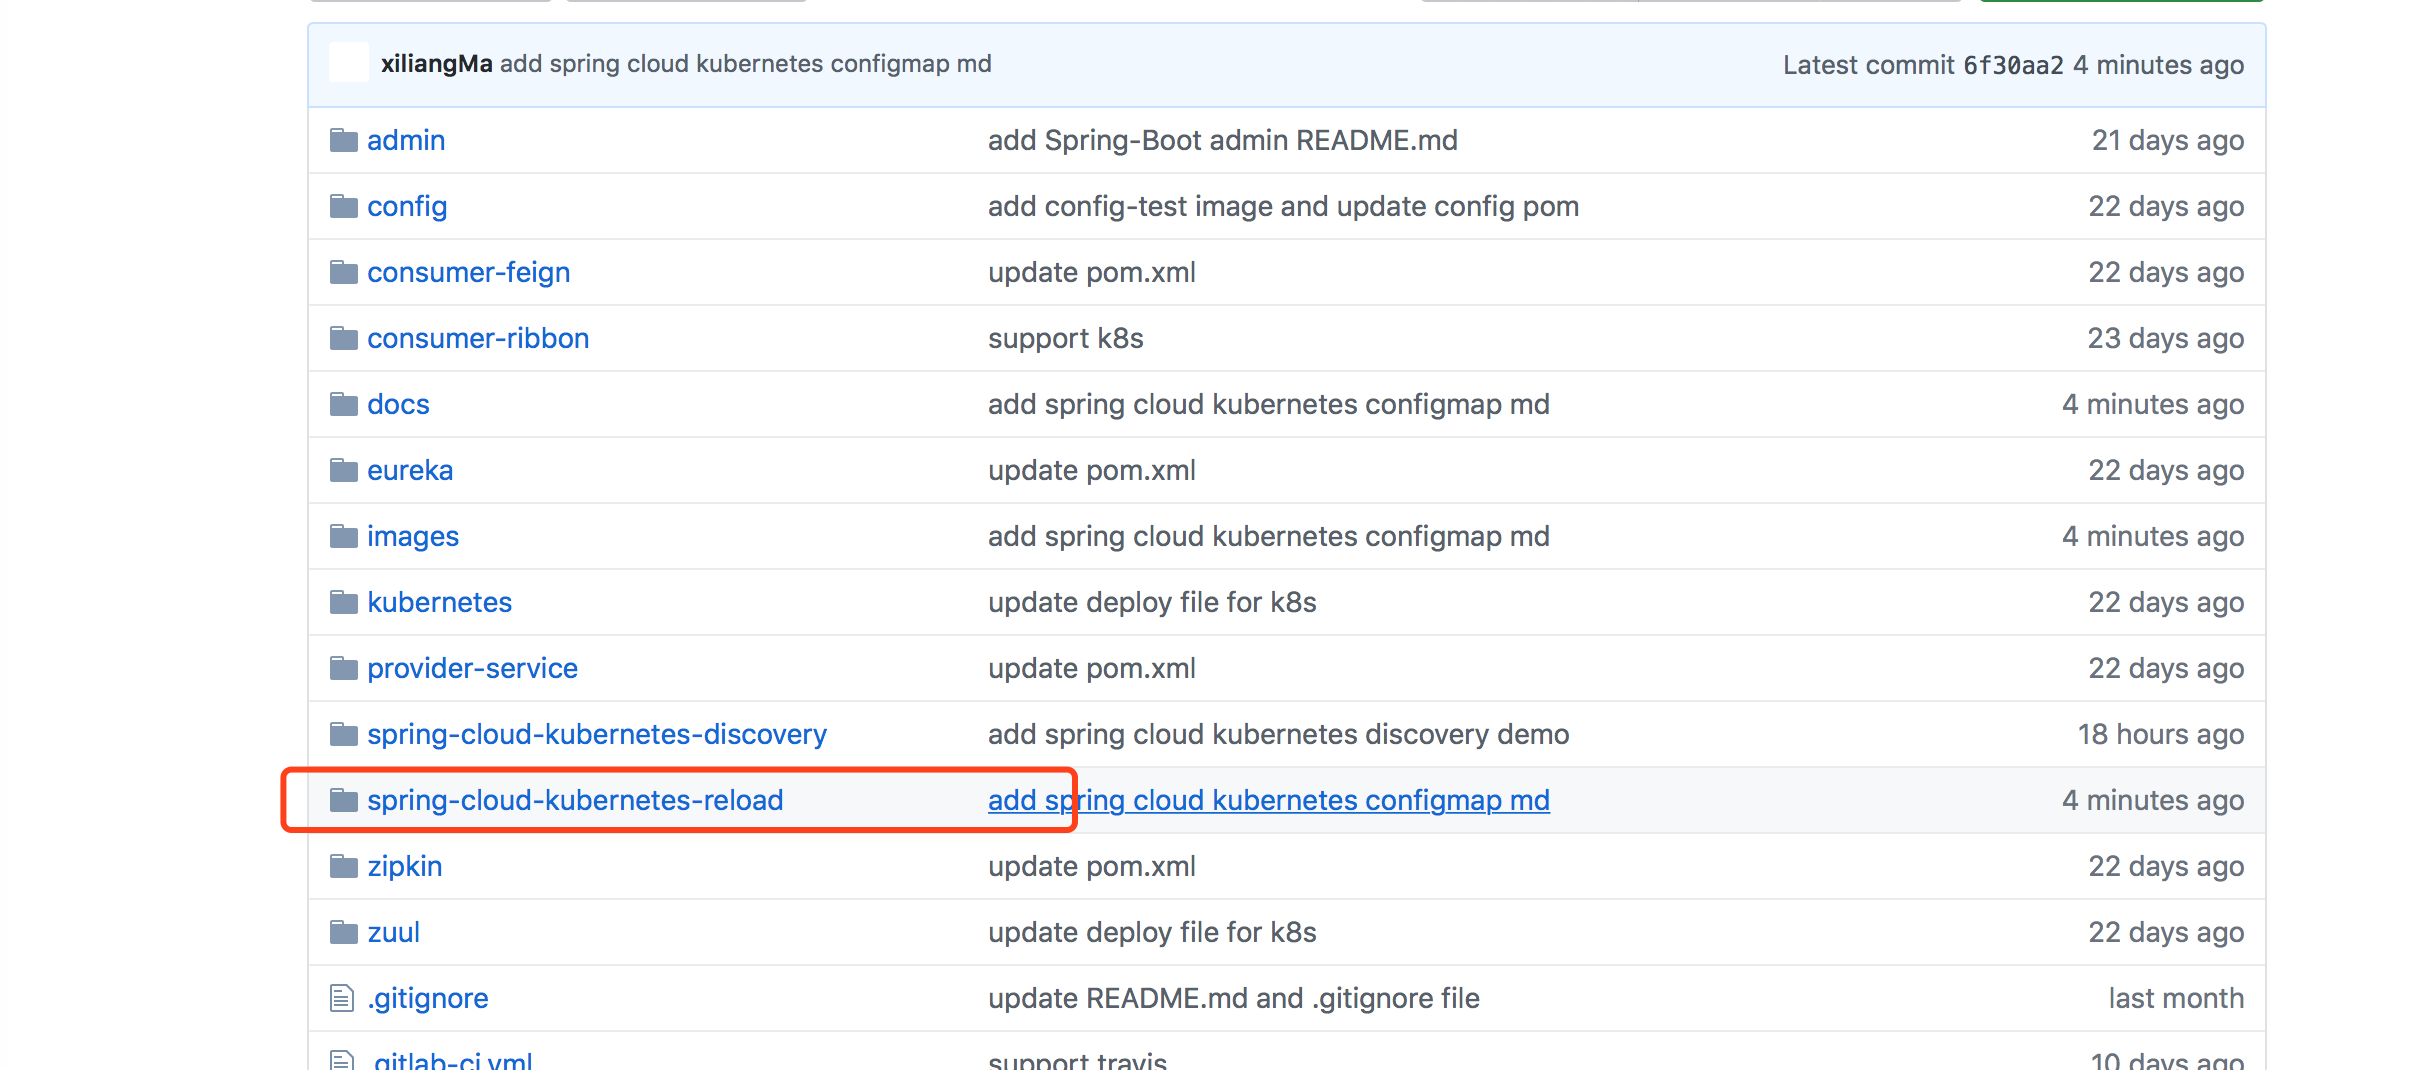 xiliangMa add spring cloud kubernetes configmap md Latest commit 6f30aa2 4 minutes ago
admin add Spring-Boot admin README.md 21 days ago
config add config-test image and update config pom 22 days ago
consumer-feign update pom.xml 22 days ago
consumer-ribbon support k8s 23 days ago
docs add spring cloud kubernetes configmap md 4 minutes ago
eureka update pom.xml 22 days ago
images add spring cloud kubernetes configmap md 4 minutes ago
kubernetes update deploy file for k8s 22 days ago
provider-service update pom.xml 22 days ago
spring-cloud-kubernetes-discovery add spring cloud kubernetes discovery demo 18 hours ago
spring-cloud-kubernetes-reload add spring cloud kubernetes configmap md 4 minutes ago
zipkin update pom.xml 22 days ago
zuul update deploy file for k8s 22 days ago
.gitignore update README.md and .gitignore file last month
.gitlab-ci.yml support travis 10 days ago